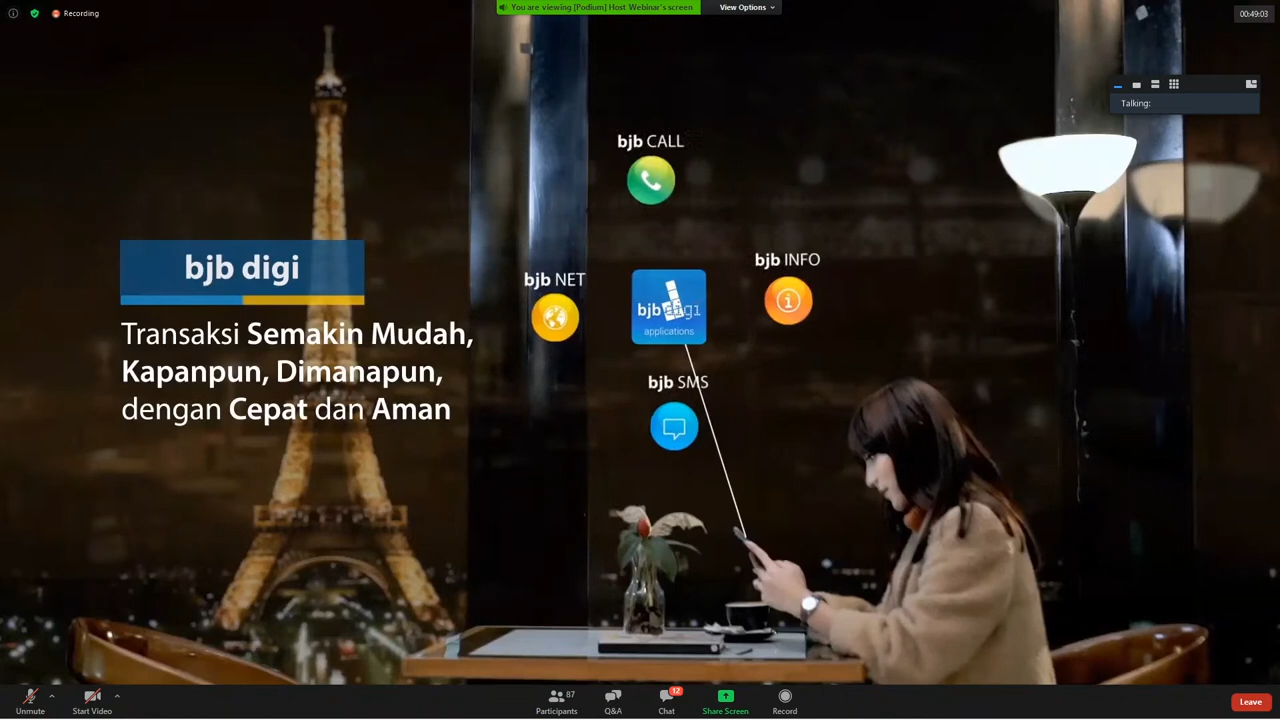 Recording
You are viewing [Podium] Host Webinar's screen
View Options
00:49:03
Talking:
bjb CALL
bjb INFO
bjb NET
bjb digi
applications
bjb SMS
bjb digi
Transaksi Semakin Mudah,
Kapanpun, Dimanapun,
dengan Cepat dan Aman
Unmute
Start Video
87
Participants
Q&A
12
Chat
Share Screen
Record
Leave